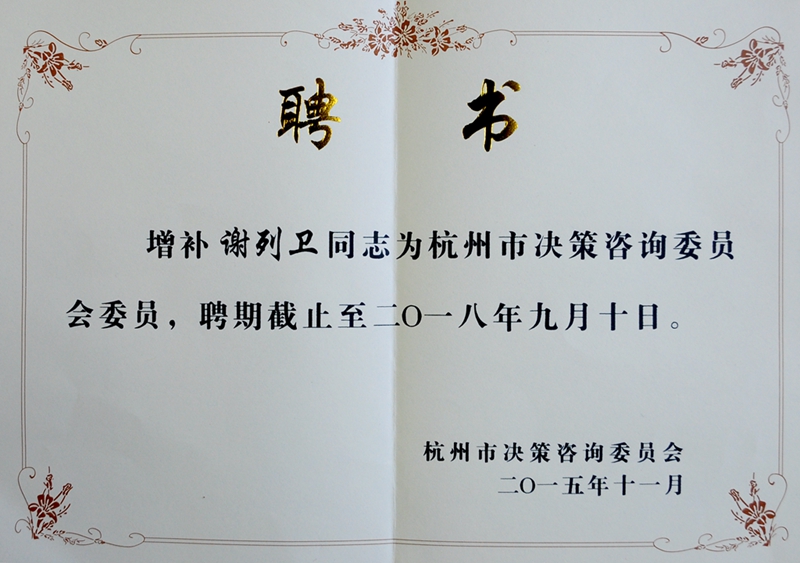 聘 书
增补谢列卫同志为杭州市决策咨询委员
会委员，聘期截止至二〇一八年九月十日。
杭州市决策咨询委员会
二〇一五年十一月